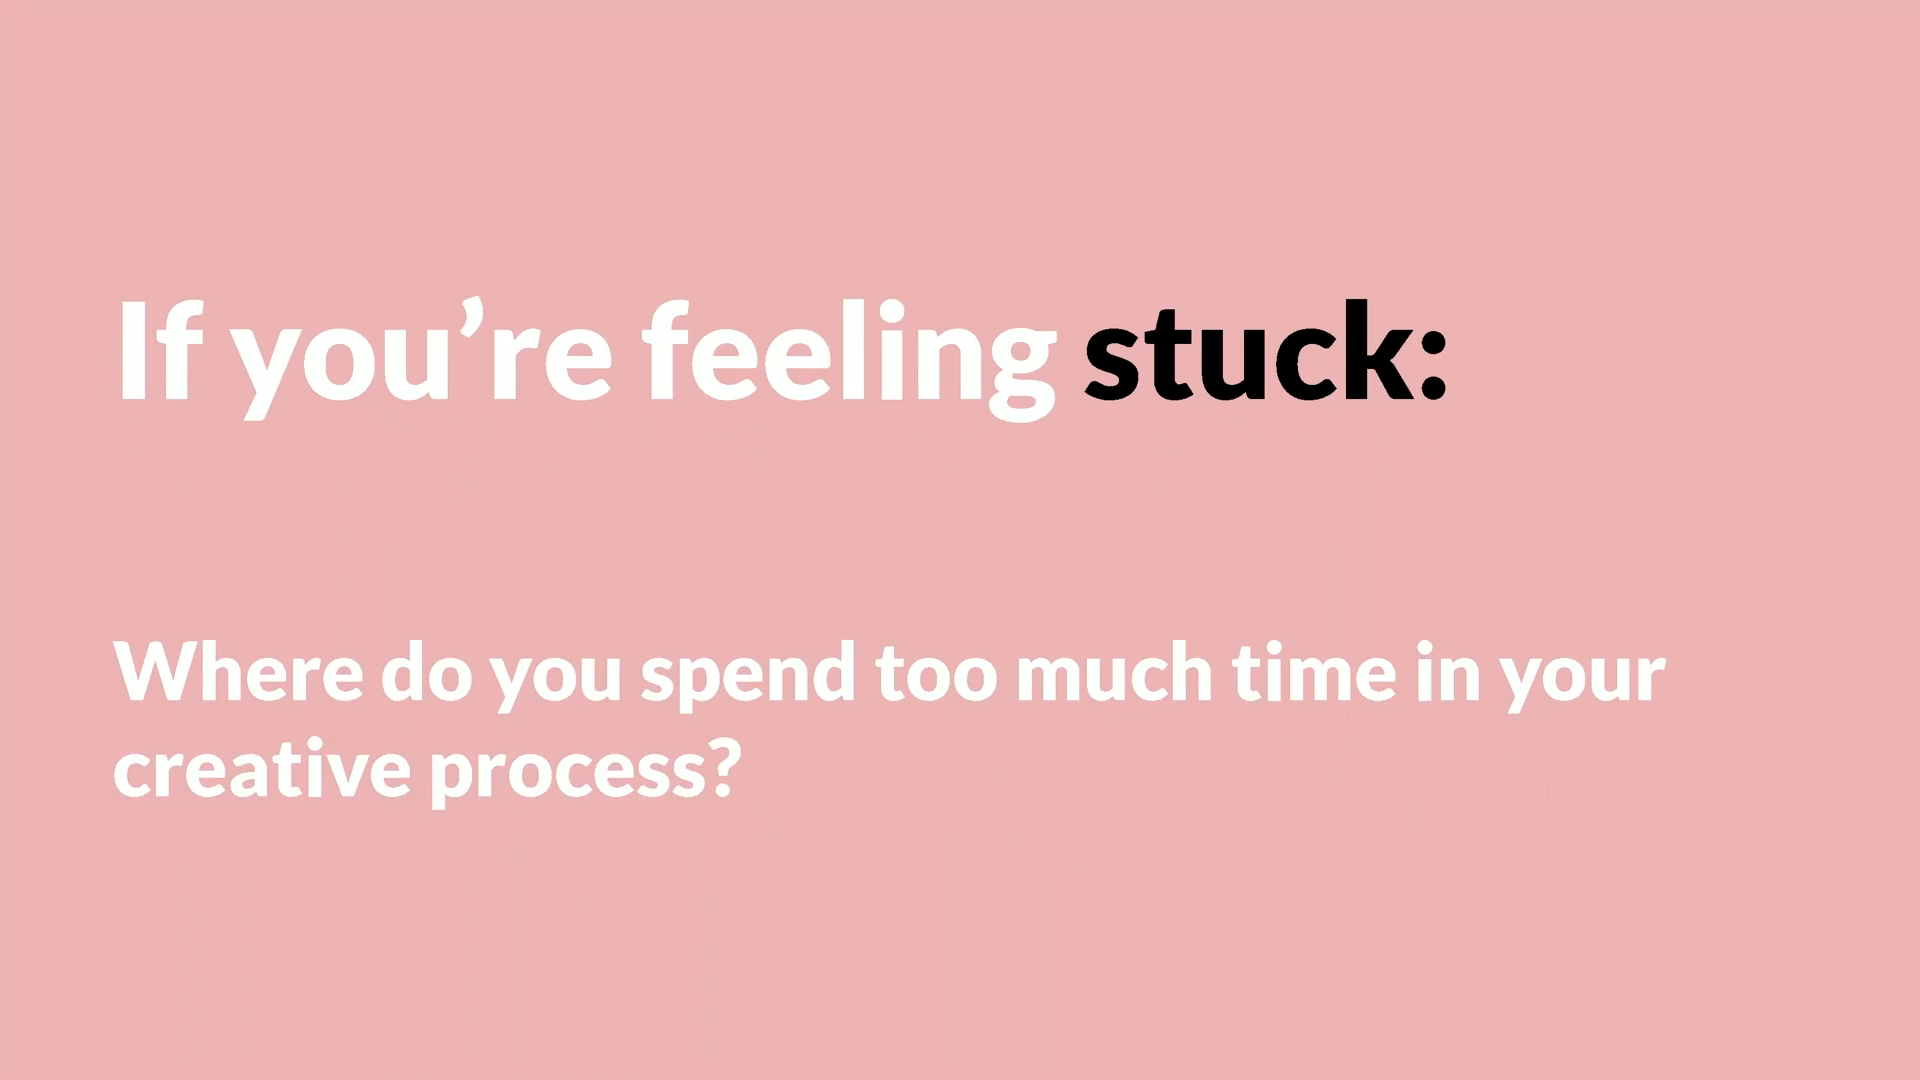 If you’re feeling stuck:
Where do you spend too much time in your
creative process?